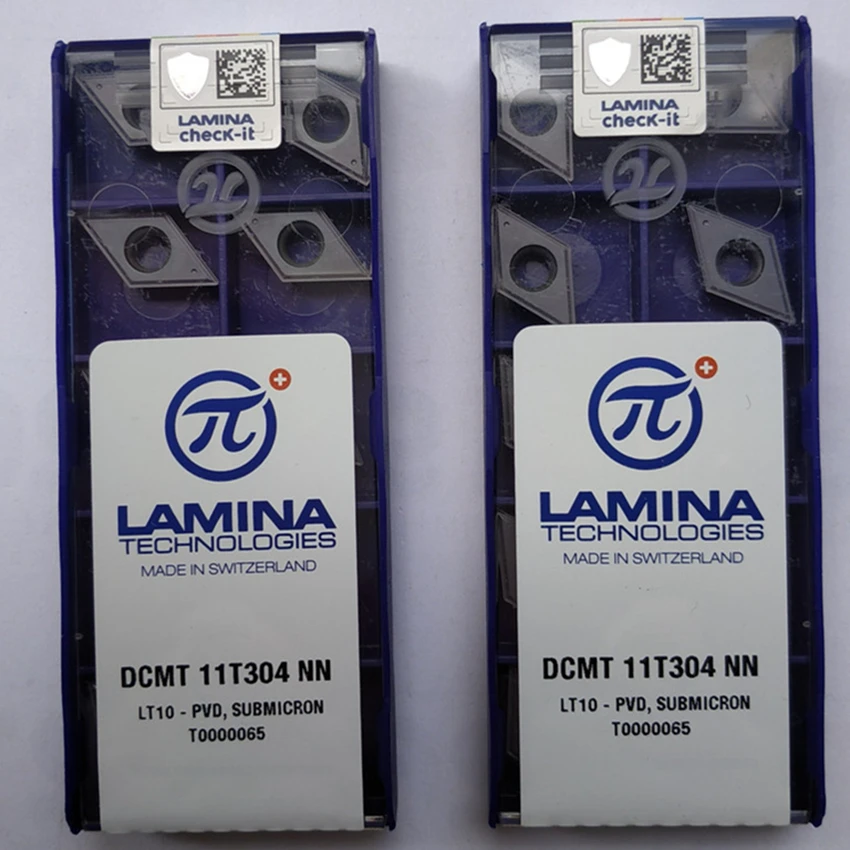 LAMINA
checK-it
π
LAMINA
TECHNOLOGIES
MADE IN SWITZERLAND
DCMT 11T304 NN
LT10 - PVD, SUBMICRON
T0000065
LAMINA
checK-it
π
LAMINA
TECHNOLOGIES
MADE IN SWITZERLAND
DCMT 11T304 NN
LT10 - PVD, SUBMICRON
T0000065